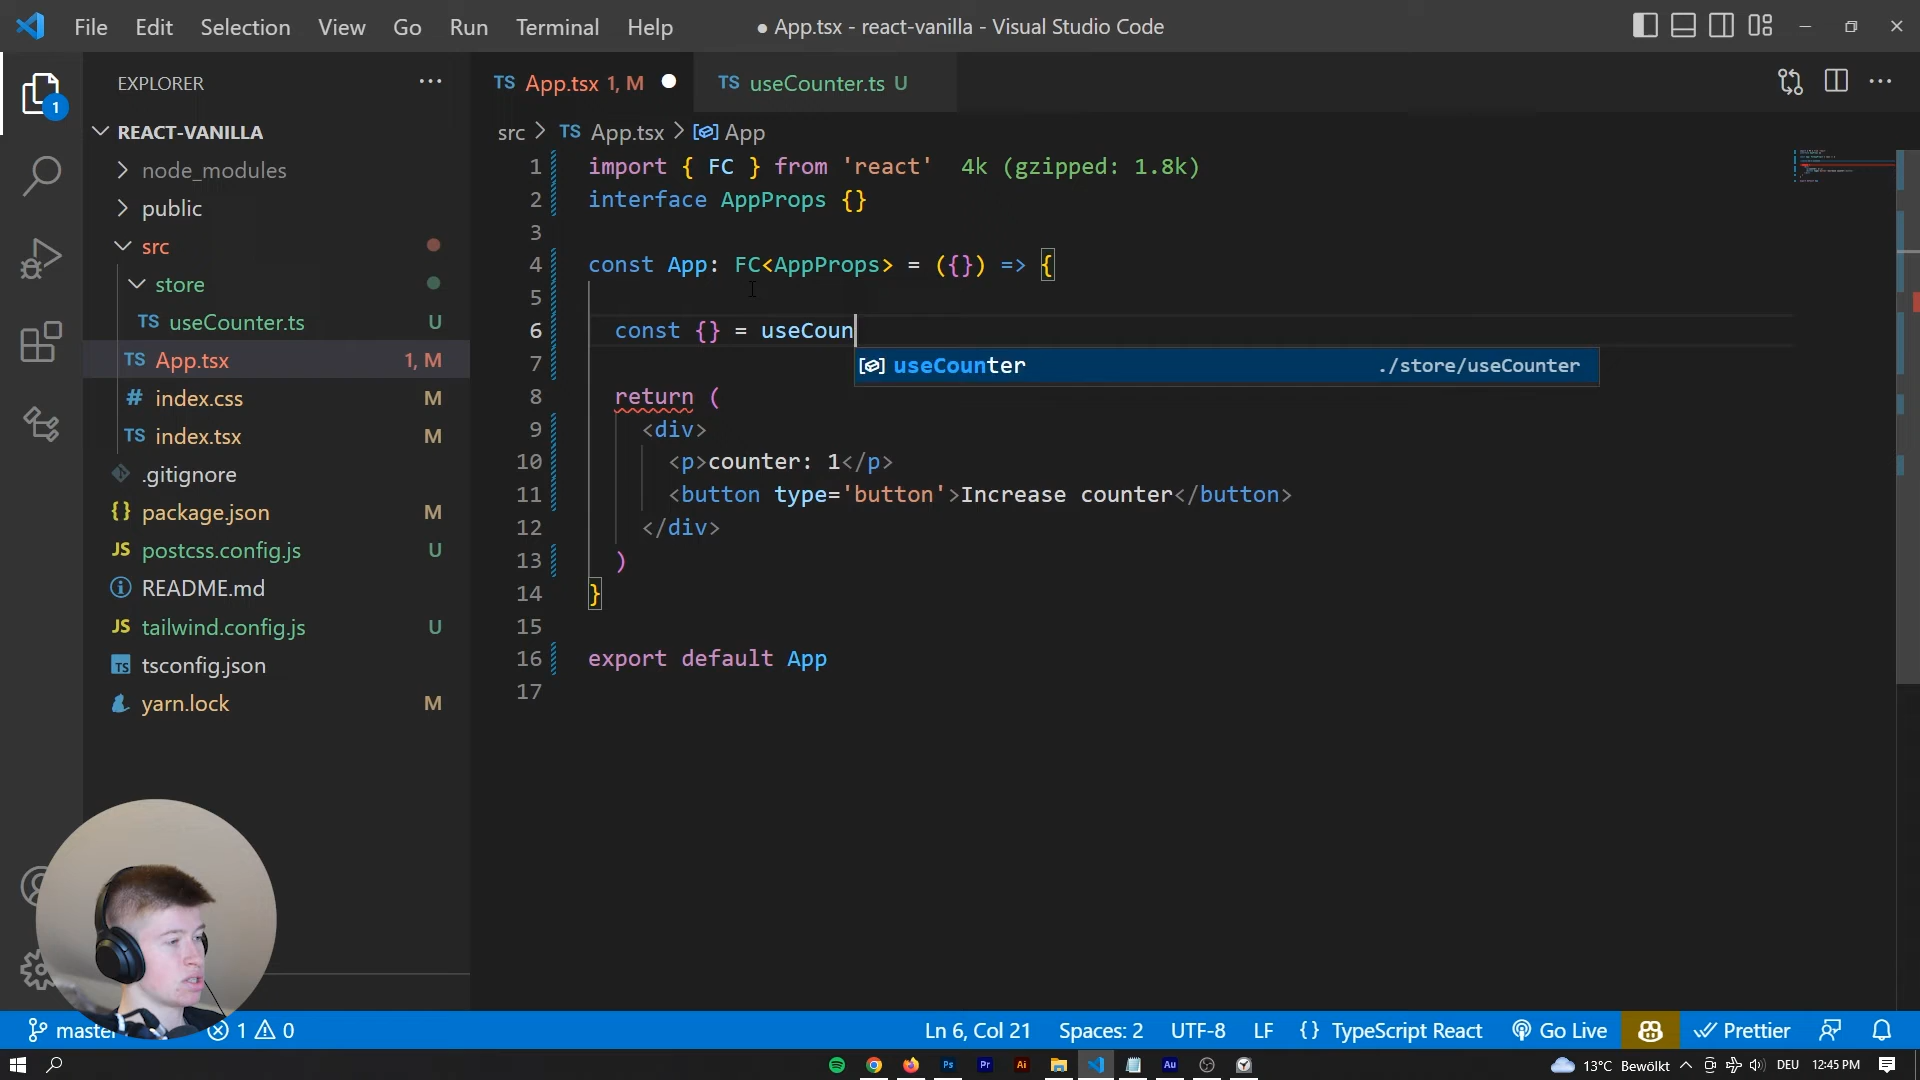 File Edit Selection View Go Run Terminal Help
● App.tsx - react-vanilla - Visual Studio Code
EXPLORER
1
REACT-VANILLA
node_modules
public
src
store
TS useCounter.ts U
TS App.tsx 1, M
# index.css M
TS index.tsx M
.gitignore
{} package.json M
JS postcss.config.js U
README.md
JS tailwind.config.js U
TS tsconfig.json
yarn.lock M
TS App.tsx 1, M ●
TS useCounter.ts U
src > TS App.tsx > App
1 import { FC } from 'react' 4k (gzipped: 1.8k)
2 interface AppProps {}
3
4 const App: FC<AppProps> = ({}) => {
5
6 const {} = useCoun
useCounter ./store/useCounter
7
8 return (
9 <div>
10 <p>counter: 1</p>
11 <button type='button'>Increase counter</button>
12 </div>
13 )
14 }
15
16 export default App
17
master 1 0
Ln 6, Col 21 Spaces: 2 UTF-8 LF {} TypeScript React Go Live Prettier
Ps Pr Ai Au
13°C Bewölkt DEU 12:45 PM